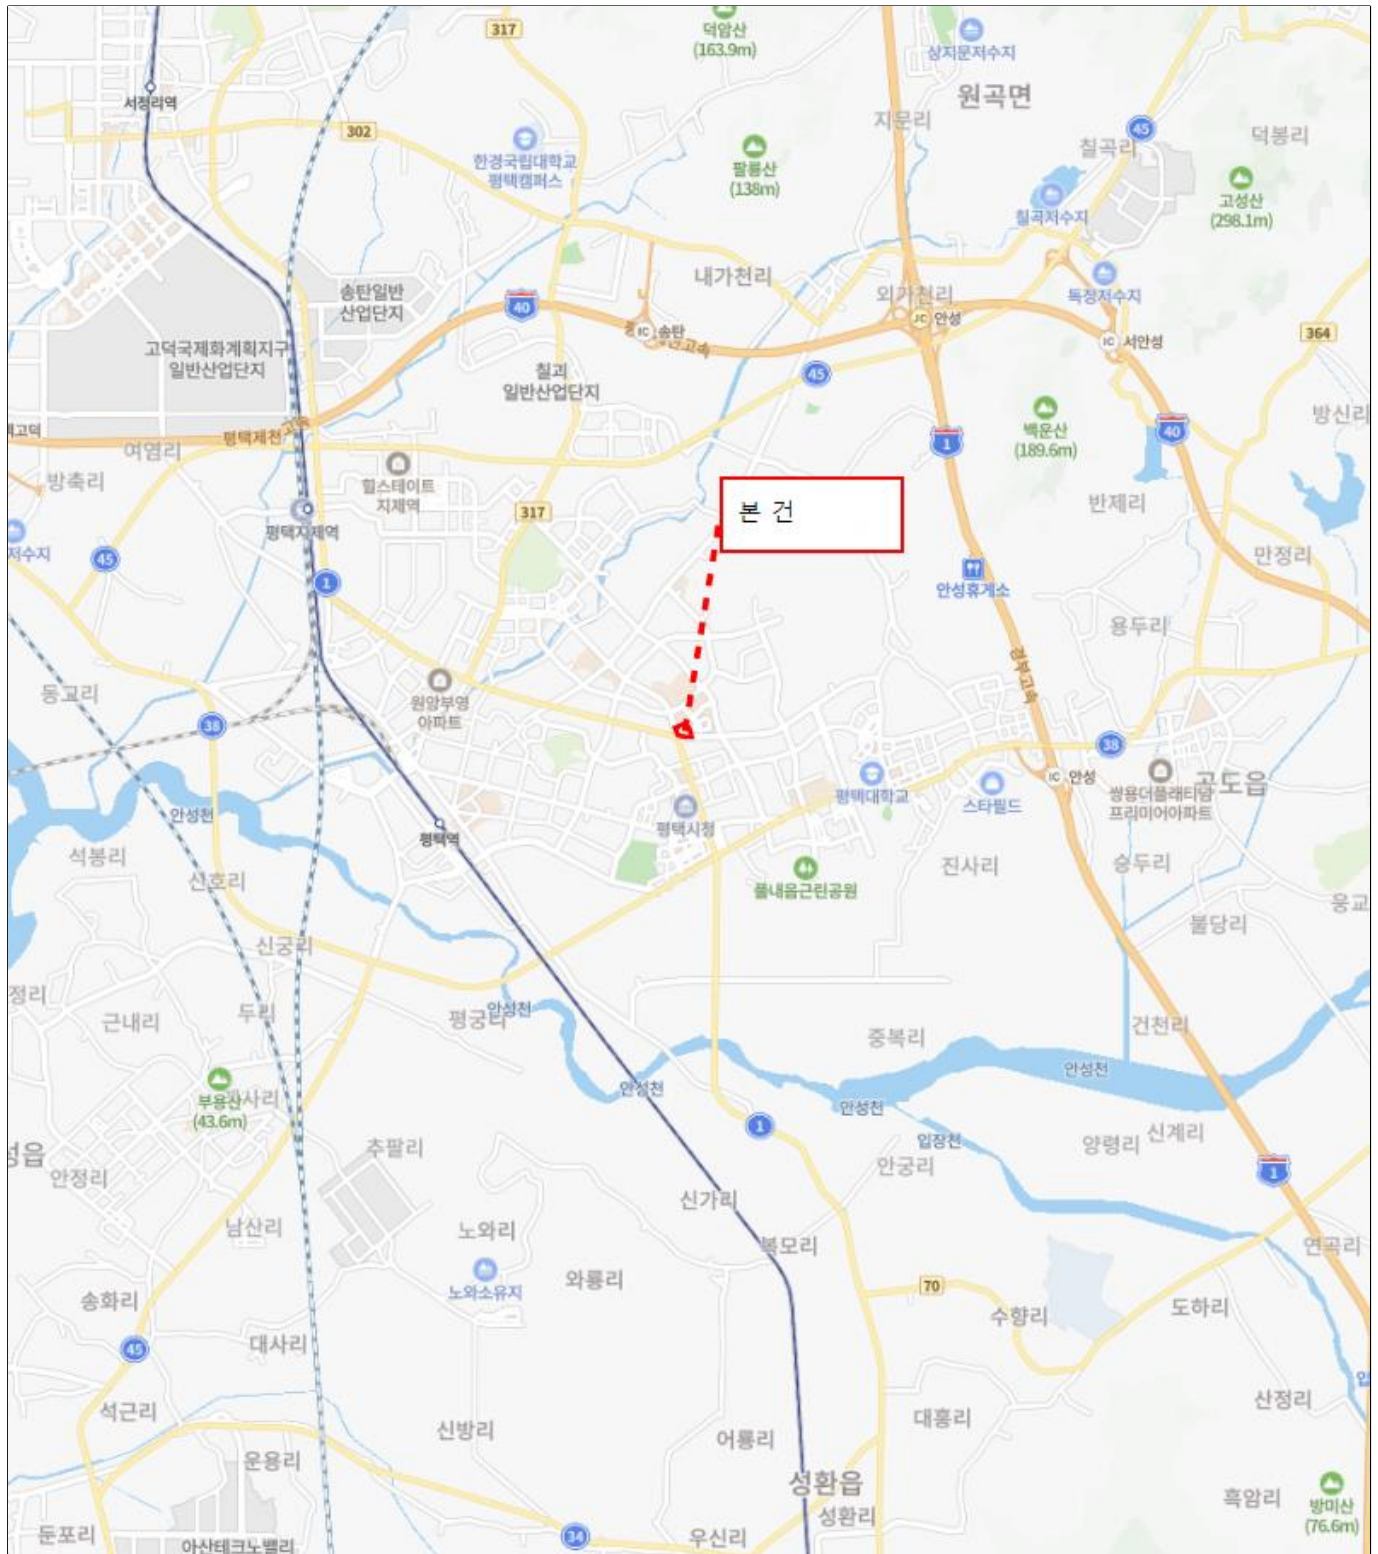 317
덕암산
(163.9m)
상지문저수지
원곡면
서정리역
302
한경국립대학교
평택캠퍼스
팔룡산
(138m)
지문리
45
칠곡리
덕봉리
칠곡저수지
고성산
(298.1m)
송탄일반
산업단지
40
내가천리
외가천리
JC 안성
독정저수지
IC 송탄
IC 서안성
364
고덕국제화계획지구
일반산업단지
칠괴
일반산업단지
45
평택제천고속
여염리
방축리
힐스테이트
지제역
1
백운산
(189.6m)
40
방신리
평택지제역
317
본 건
반제리
저수지
45
1
안성휴게소
만정리
용두리
경부고속
동고리
원앙부영
아파트
38
38
안성천
평택역
평택시청
평택대학교
스타필드
IC 안성
쌍용더플래티넘
프리미어아파트
공도읍
석봉리
신호리
풀내음근린공원
진사리
승두리
웅교
불당리
신궁리
정리
근내리
두리
평궁리
안성천
중복리
건천리
안성천
안성천
안성천
부용산
(43.6m)
1
입장천
양령리
신계리
안궁리
1
추팔리
안정리
신가리
남산리
노와리
복모리
연곡리
노와소유지
와룡리
70
송화리
수향리
도하리
45
대사리
석근리
신방리
어룡리
대흥리
산정리
운용리
성환읍
성환리
흑암리
방미산
(76.6m)
둔포리
아산테크노밸리
34
우신리